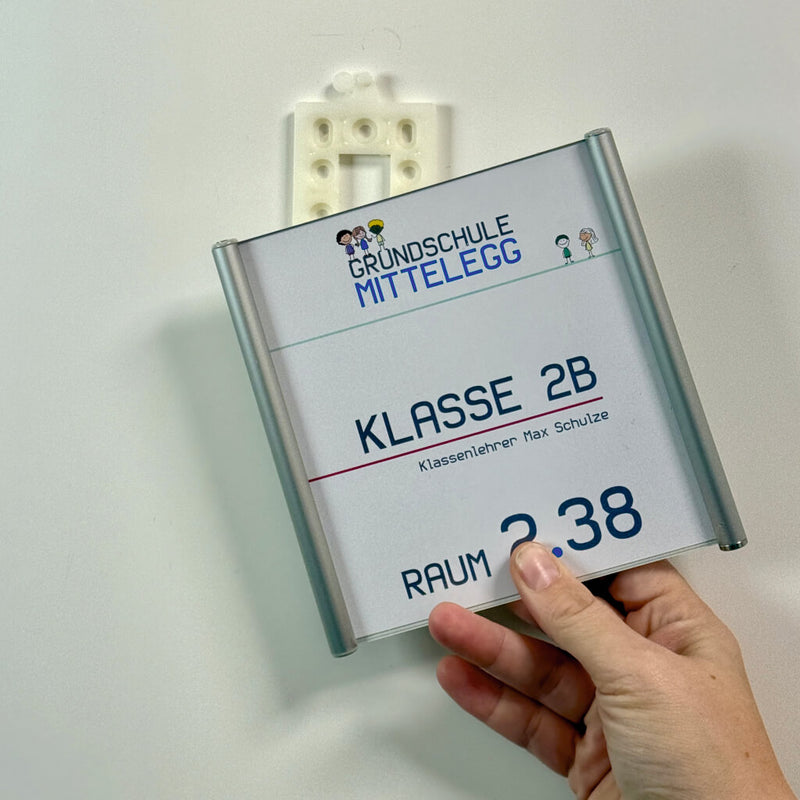 GRUNDSCHULE
MITTELEGG
KLASSE 2B
Klassenlehrer Max Schulze
RAUM 2.38